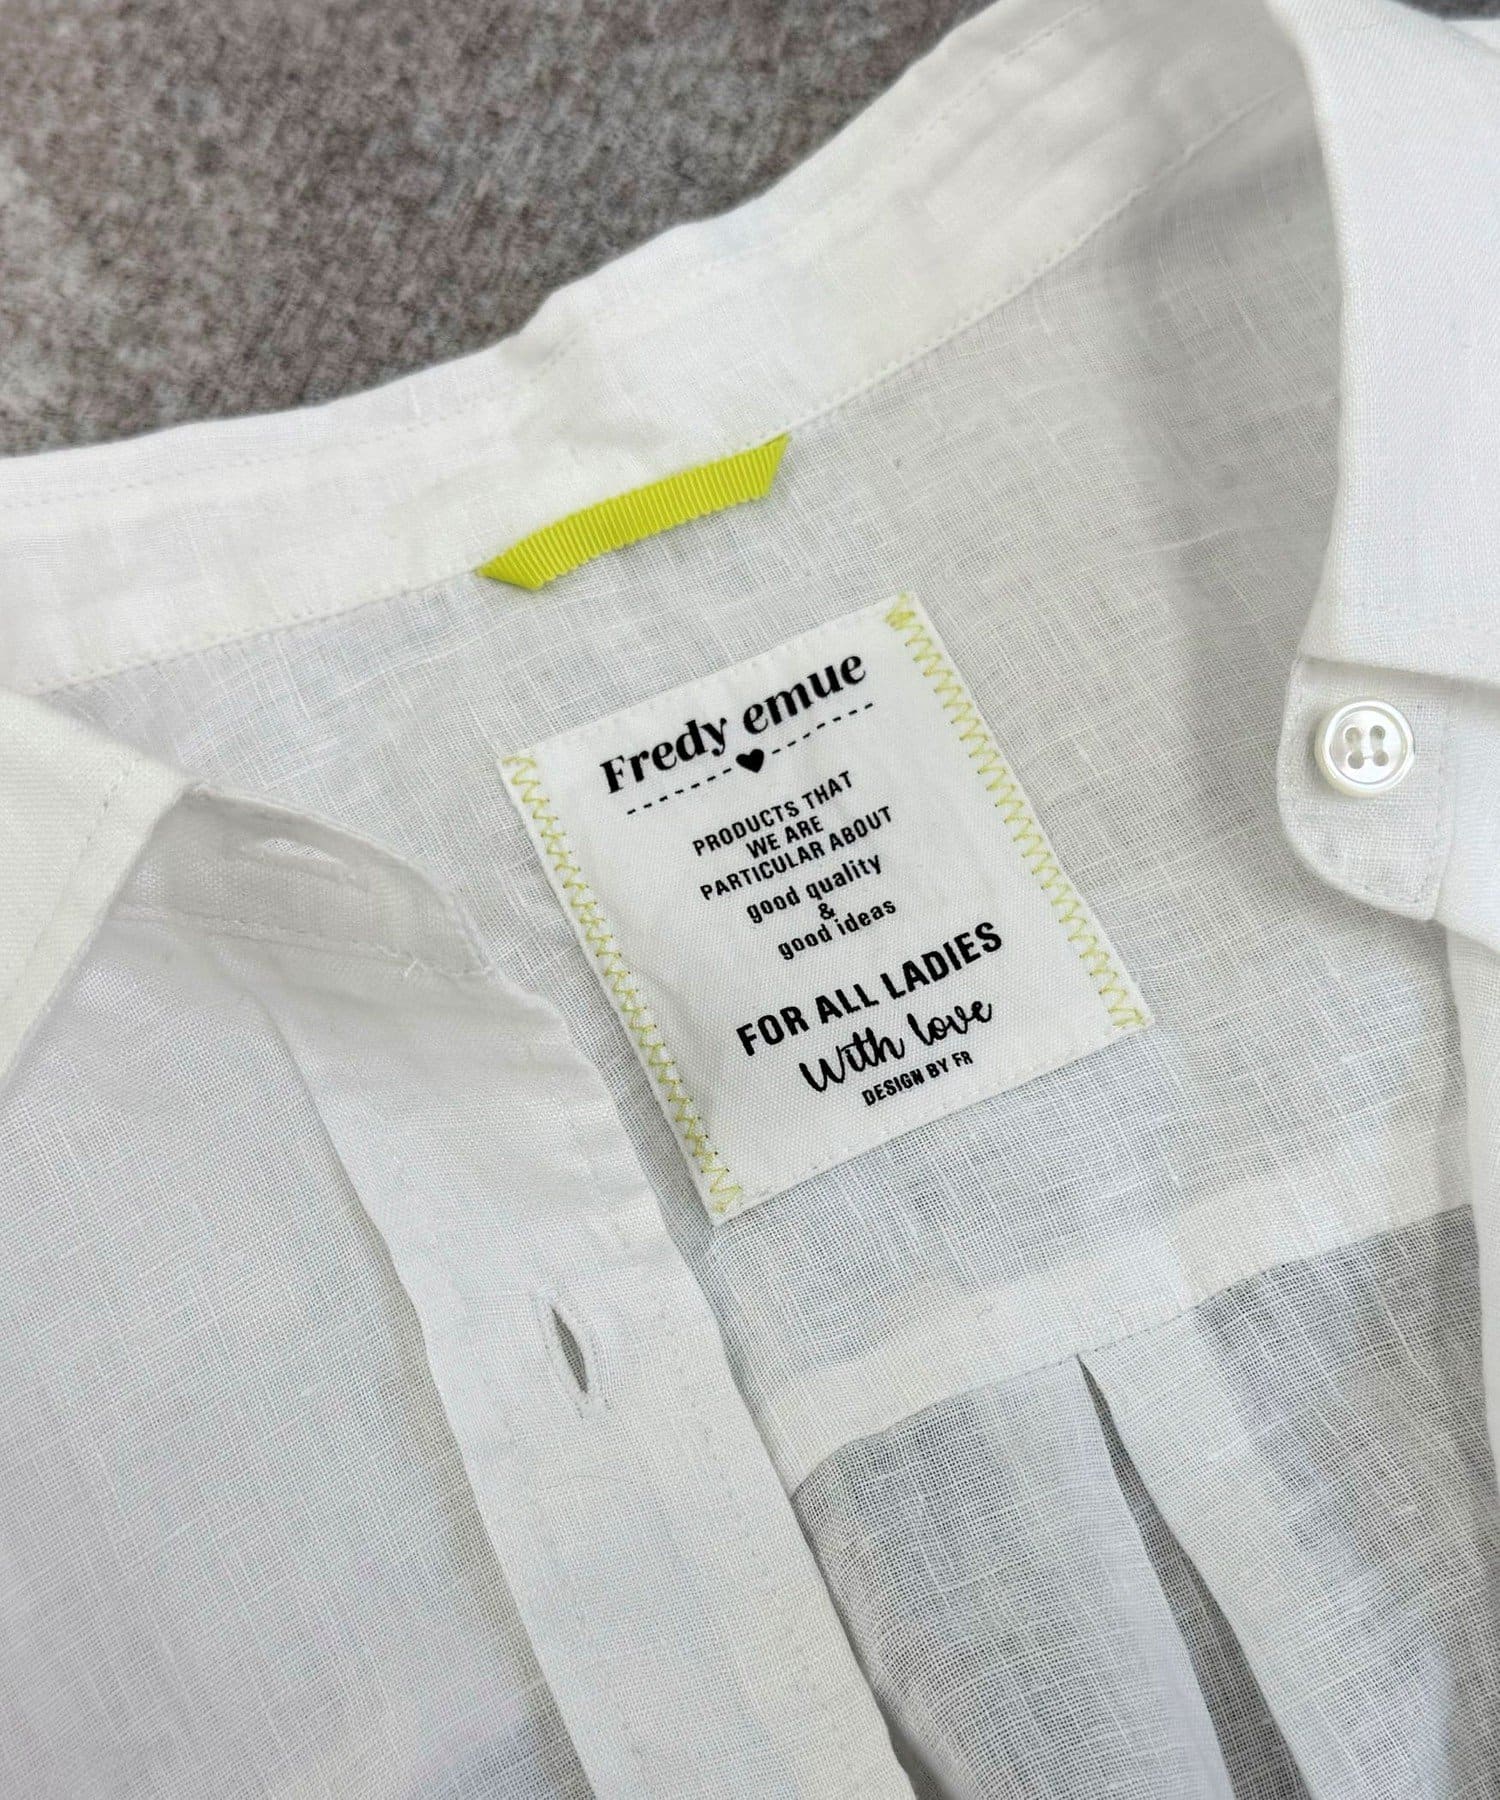 Fredy emue
PRODUCTS THAT
WE ARE
PARTICULAR ABOUT
good quality
&
good ideas
FOR ALL LADIES
With love
DESIGN BY FR